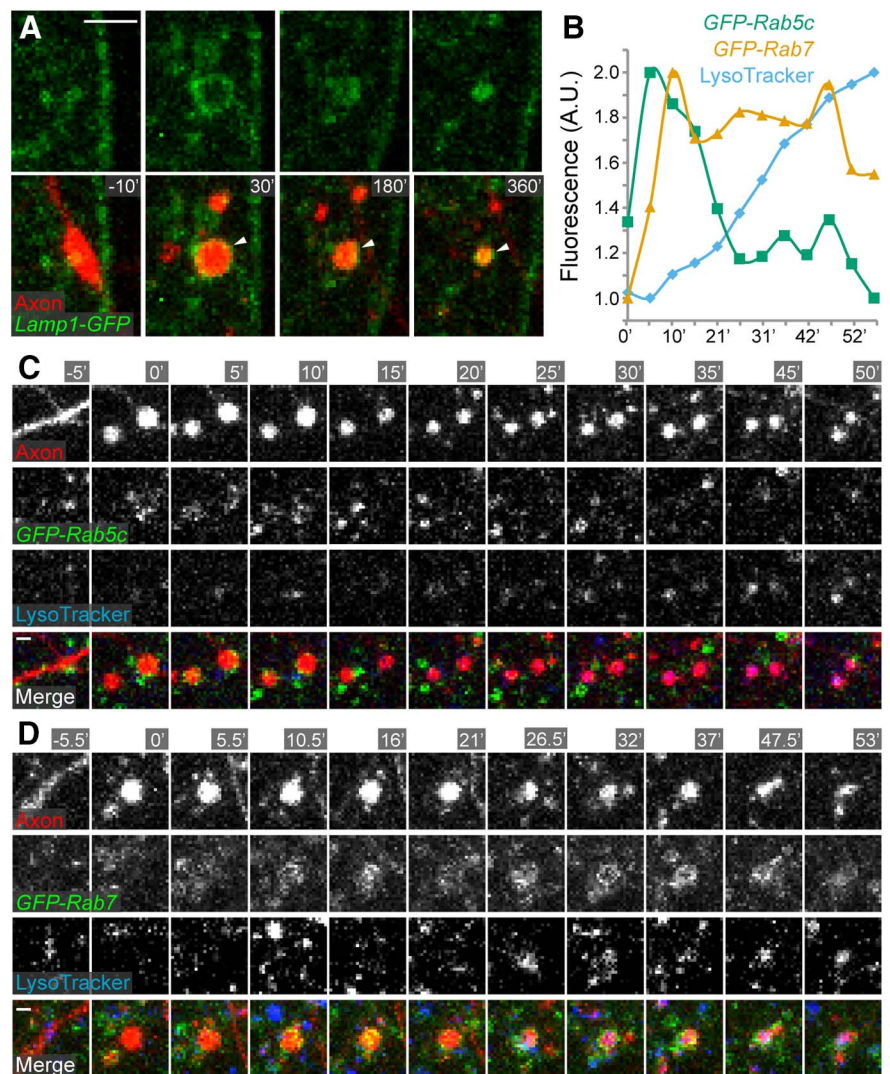 A
-10'
30'
180'
360'
Axon
Lamp1-GFP
B
GFP-Rab5c
GFP-Rab7
LysoTracker
Fluorescence (A.U.)
2.0
1.8
1.6
1.4
1.2
1.0
0' 10' 21' 31' 42' 52'
C
-5' 0' 5' 10' 15' 20' 25' 30' 35' 45' 50'
Axon
GFP-Rab5c
LysoTracker
Merge
D
-5.5' 0' 5.5' 10.5' 16' 21' 26.5' 32' 37' 47.5' 53'
Axon
GFP-Rab7
LysoTracker
Merge